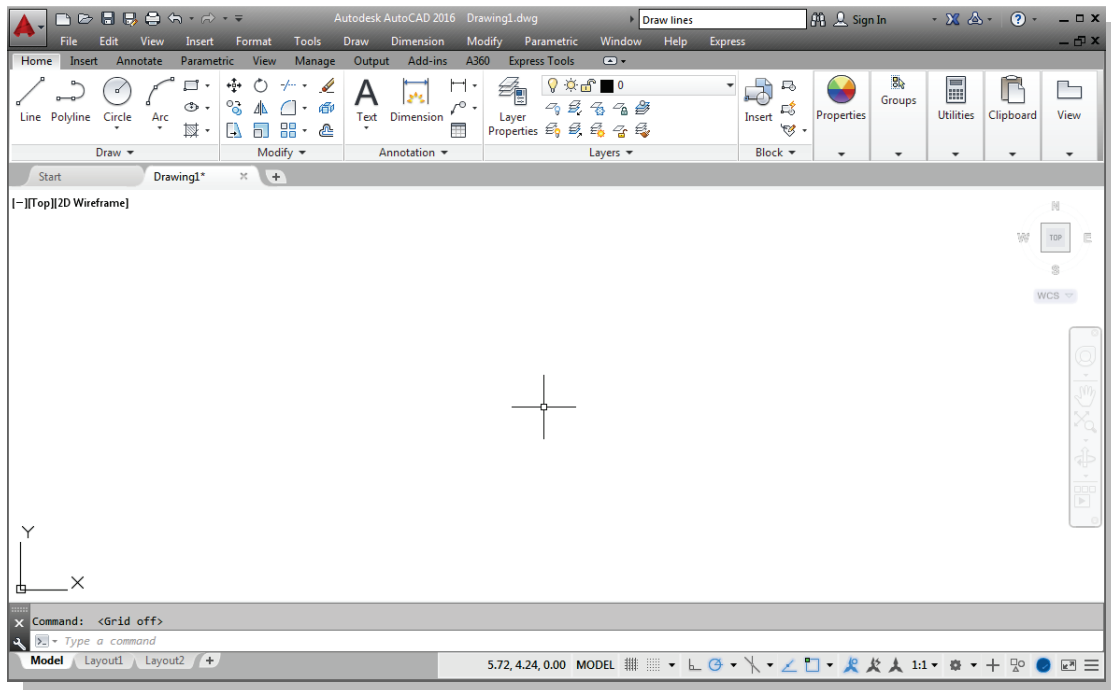 Autodesk AutoCAD 2016 Drawing1.dwg Draw lines Sign In
File Edit View Insert Format Tools Draw Dimension Modify Parametric Window Help Express
Home Insert Annotate Parametric View Manage Output Add-ins A360 Express Tools
0
Line Polyline Circle Arc Text Dimension Layer Properties Insert Properties Groups Utilities Clipboard View
Draw Modify Annotation Layers Block
Start Drawing1* +
[−][Top][2D Wireframe]
N
W TOP E
S
WCS
Y
X
Command: <Grid off>
Type a command
Model Layout1 Layout2 + 5.72, 4.24, 0.00 MODEL 1:1